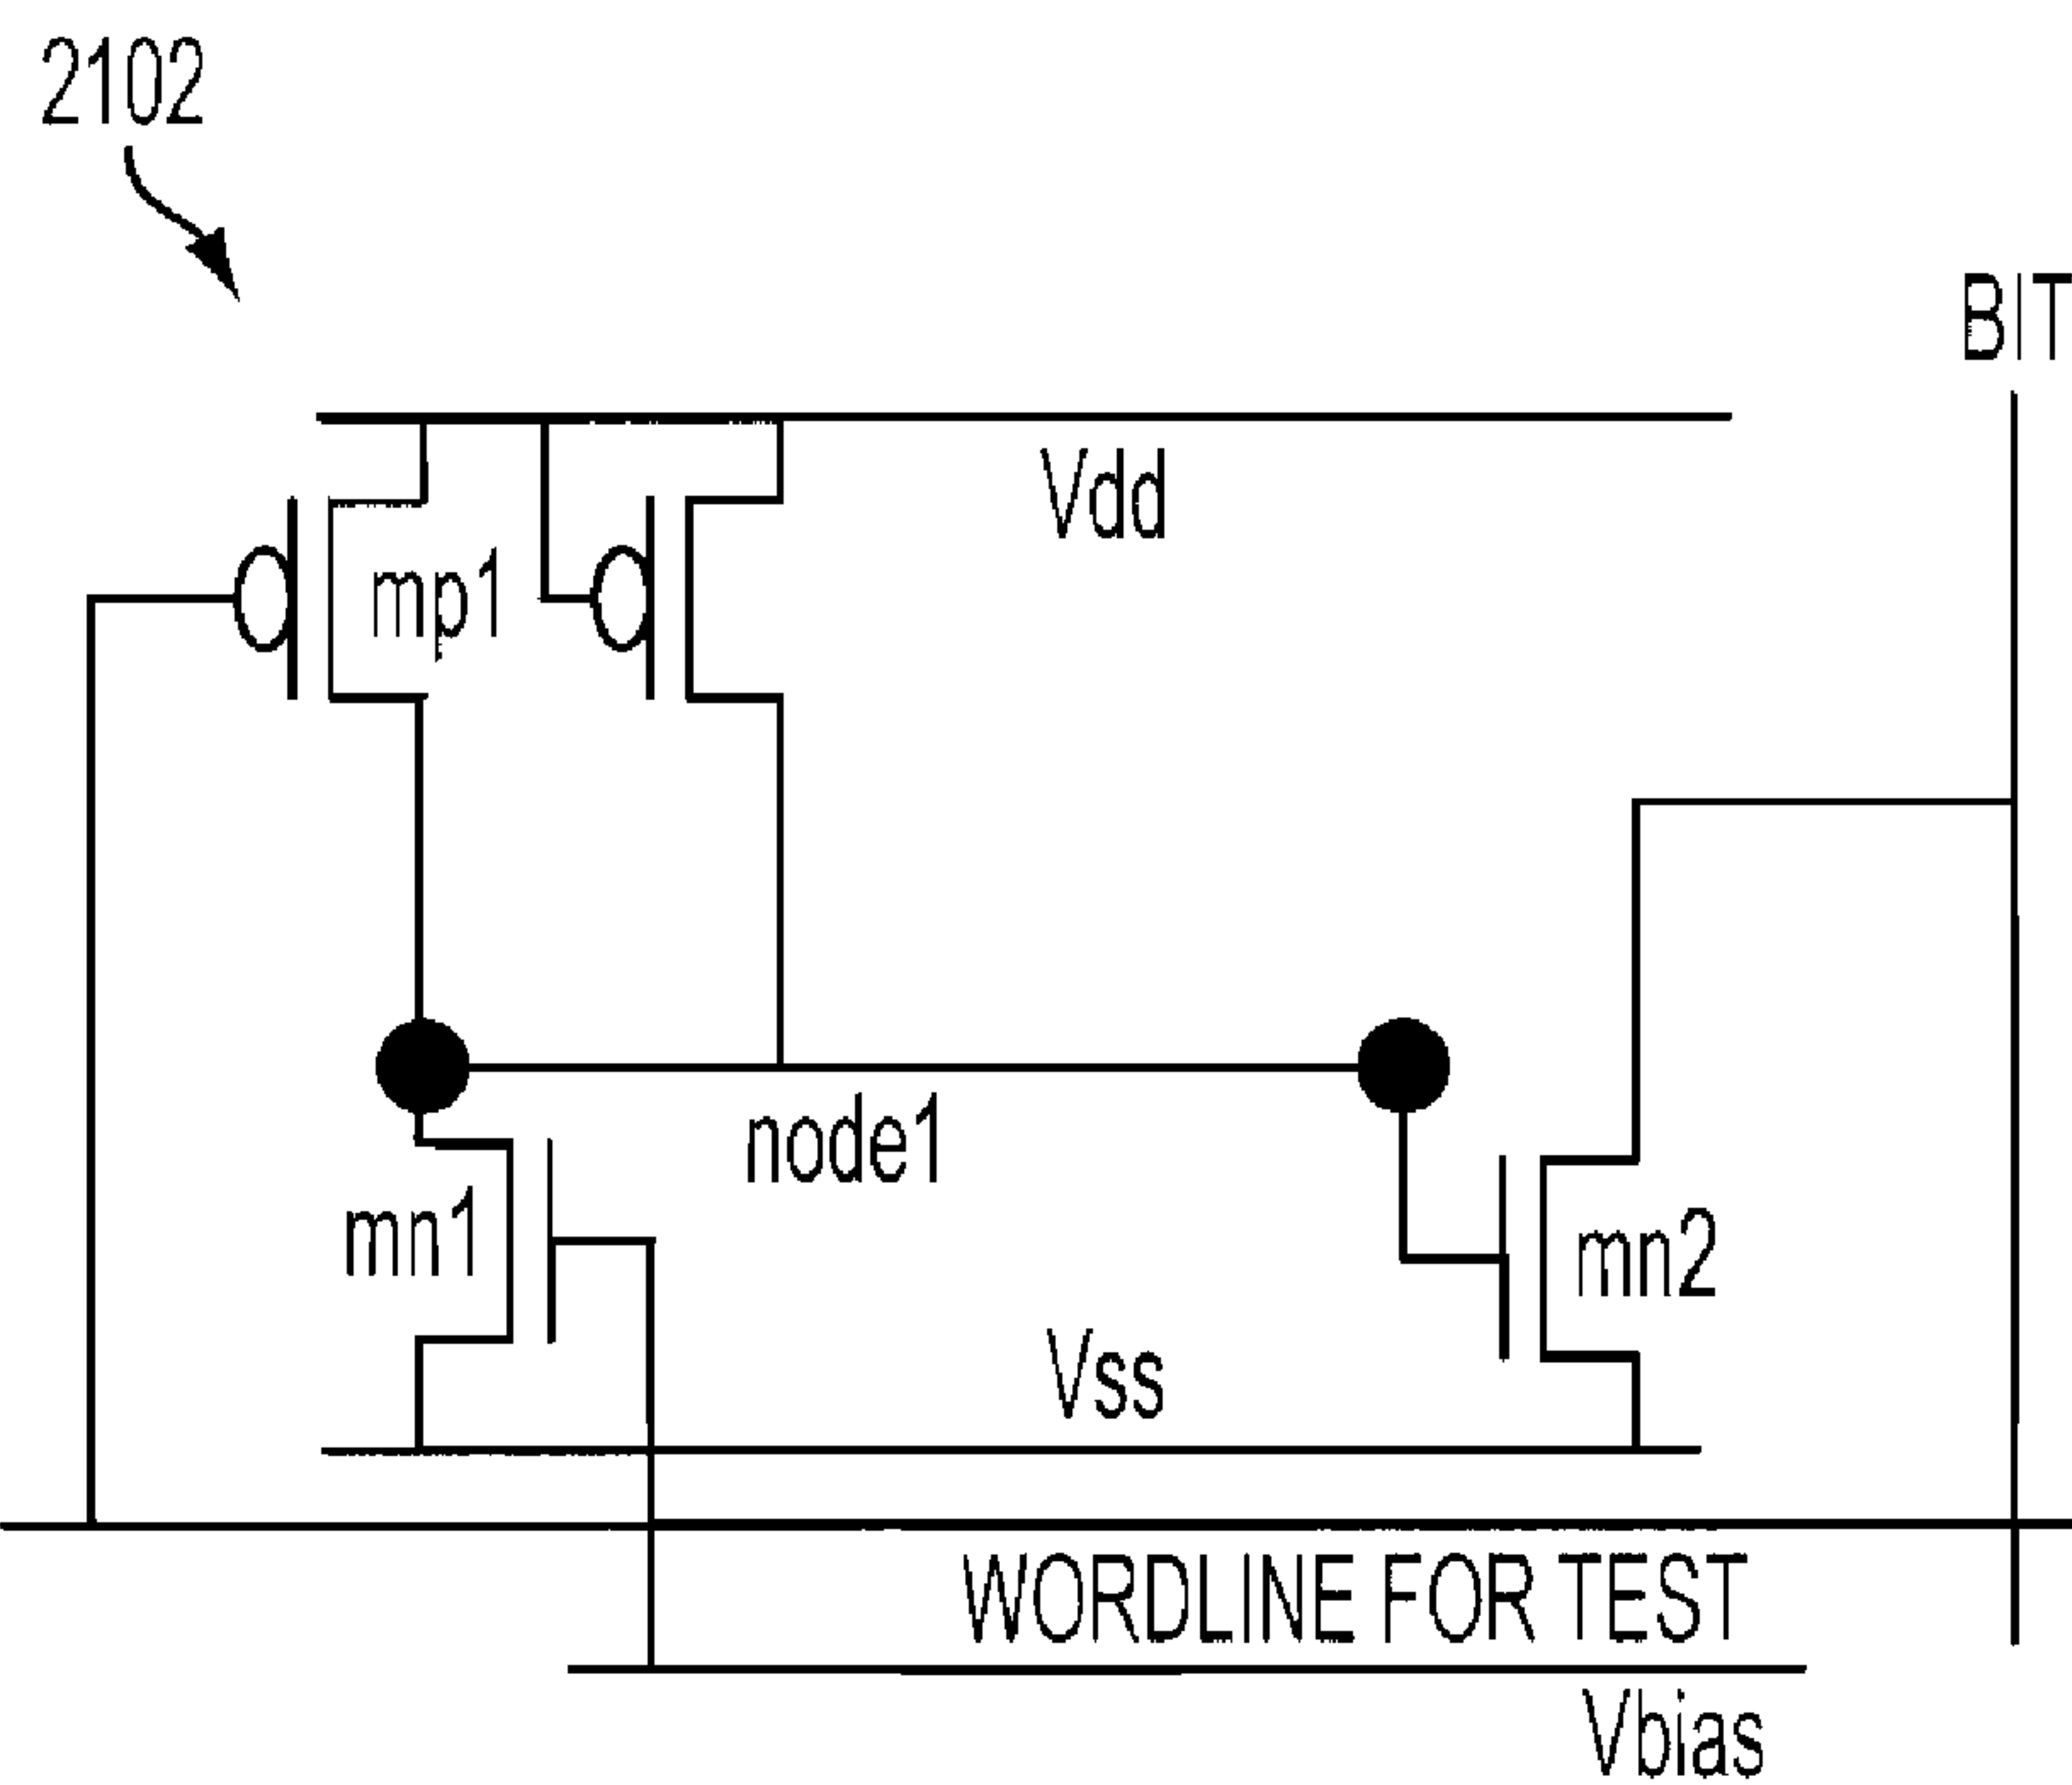 2102
BIT
Vdd
mp1
node1
mn1
mn2
Vss
WORDLINE FOR TEST
Vbias